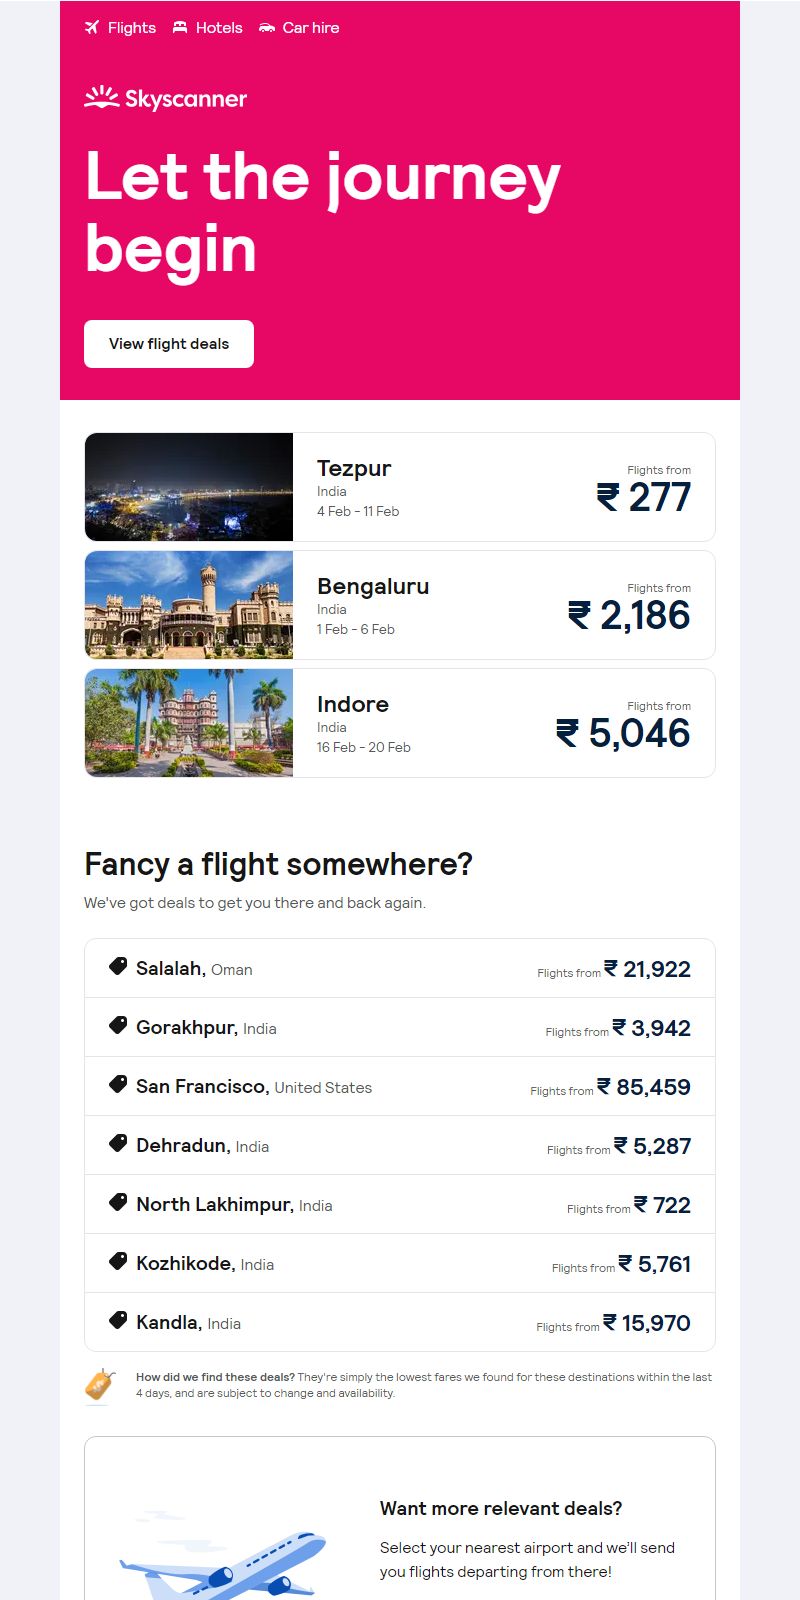 Flights Hotels Car hire
Skyscanner
Let the journey
begin
View flight deals
Tezpur
India
4 Feb - 11 Feb
Flights from
₹ 277
Bengaluru
India
1 Feb - 6 Feb
Flights from
₹ 2,186
Indore
India
16 Feb - 20 Feb
Flights from
₹ 5,046
Fancy a flight somewhere?
We've got deals to get you there and back again.
Salalah, Oman Flights from ₹ 21,922
Gorakhpur, India Flights from ₹ 3,942
San Francisco, United States Flights from ₹ 85,459
Dehradun, India Flights from ₹ 5,287
North Lakhimpur, India Flights from ₹ 722
Kozhikode, India Flights from ₹ 5,761
Kandla, India Flights from ₹ 15,970
How did we find these deals? They're simply the lowest fares we found for these destinations within the last
4 days, and are subject to change and availability.
Want more relevant deals?
Select your nearest airport and we'll send
you flights departing from there!